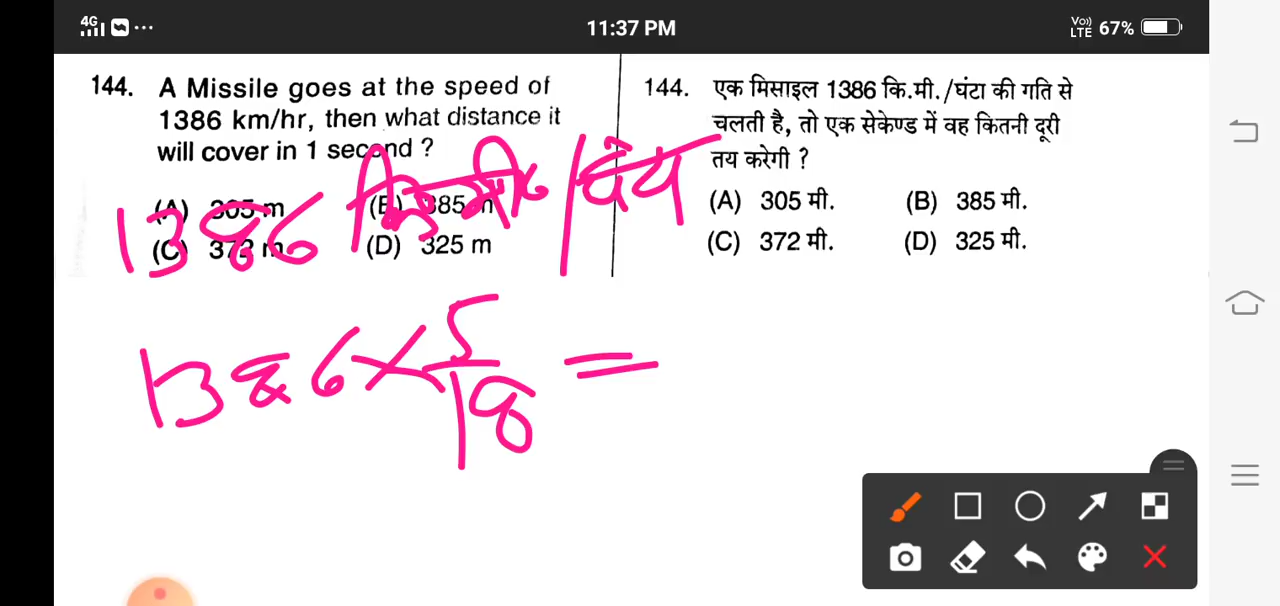 4G 11:37 PM Vo)) LTE 67%
144. A Missile goes at the speed of
1386 km/hr, then what distance it
will cover in 1 second ?
(A) 305 m (B) 385 m
(C) 372 m (D) 325 m
144. एक मिसाइल 1386 कि.मी./घंटा की गति से
चलती है, तो एक सेकेण्ड में वह कितनी दूरी
तय करेगी ?
(A) 305 मी. (B) 385 मी.
(C) 372 मी. (D) 325 मी.
1386 /
1386 × 5/18 =